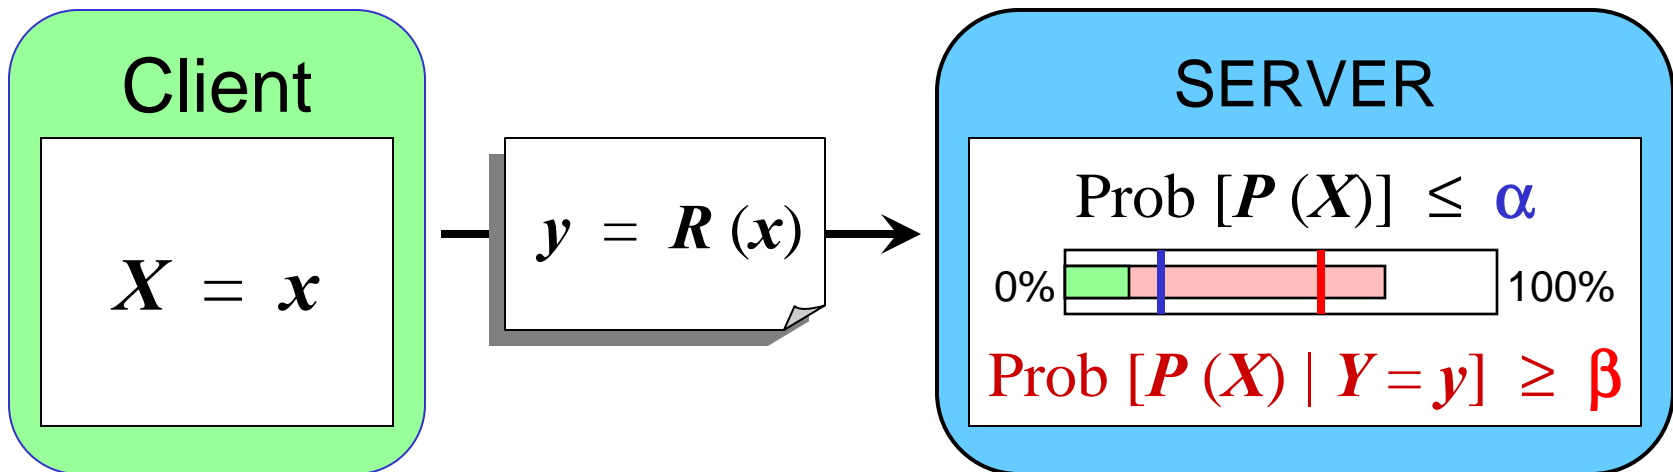 Client
X = x
y = R (x)
SERVER
Prob [P (X)] ≤ α
0% 100%
Prob [P (X) | Y = y] ≥ β